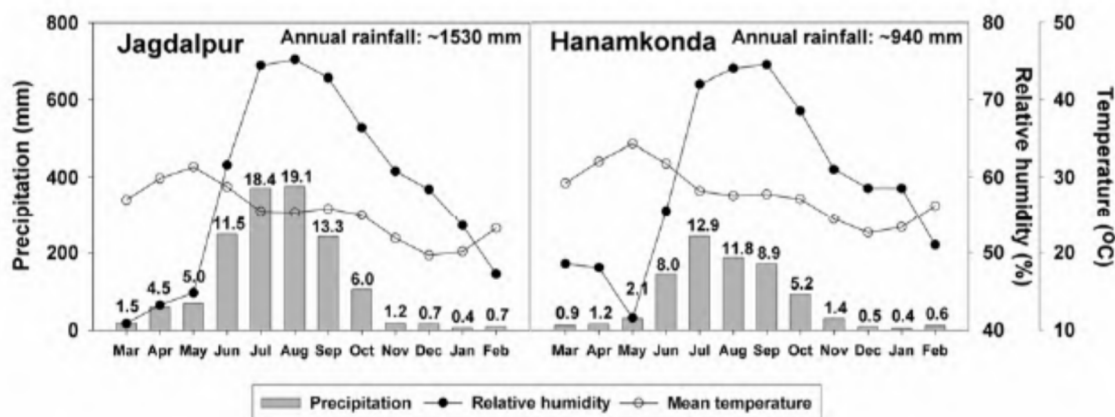 Jagdalpur Annual rainfall: ~1530 mm
Hanamkonda Annual rainfall: ~940 mm
Precipitation (mm)
800
600
400
200
0
1.5 4.5 5.0 11.5 18.4 19.1 13.3 6.0 1.2 0.7 0.4 0.7
Mar Apr May Jun Jul Aug Sep Oct Nov Dec Jan Feb
0.9 1.2 2.1 8.0 12.9 11.8 8.9 5.2 1.4 0.5 0.4 0.6
Mar Apr May Jun Jul Aug Sep Oct Nov Dec Jan Feb
80
70
60
50
40
Relative humidity (%)
50
40
30
20
10
Temperature (⁰C)
Precipitation Relative humidity Mean temperature